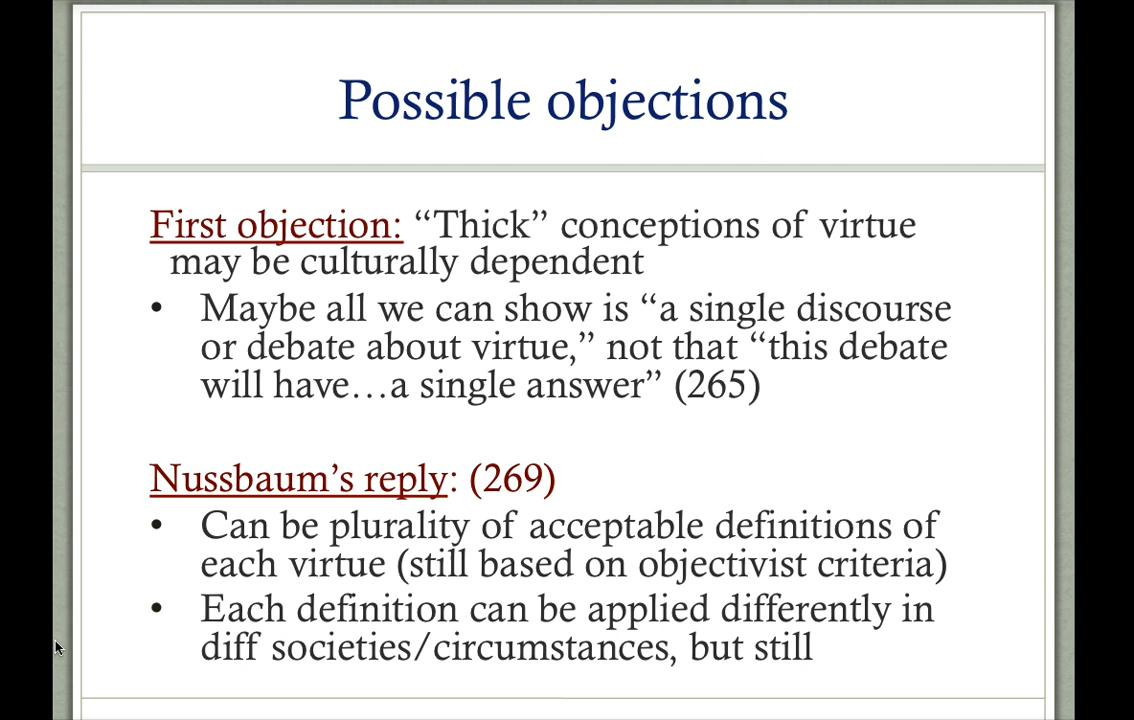 Possible objections
First objection: “Thick” conceptions of virtue
may be culturally dependent
• Maybe all we can show is “a single discourse
or debate about virtue,” not that “this debate
will have…a single answer” (265)
Nussbaum’s reply: (269)
• Can be plurality of acceptable definitions of
each virtue (still based on objectivist criteria)
• Each definition can be applied differently in
diff societies/circumstances, but still